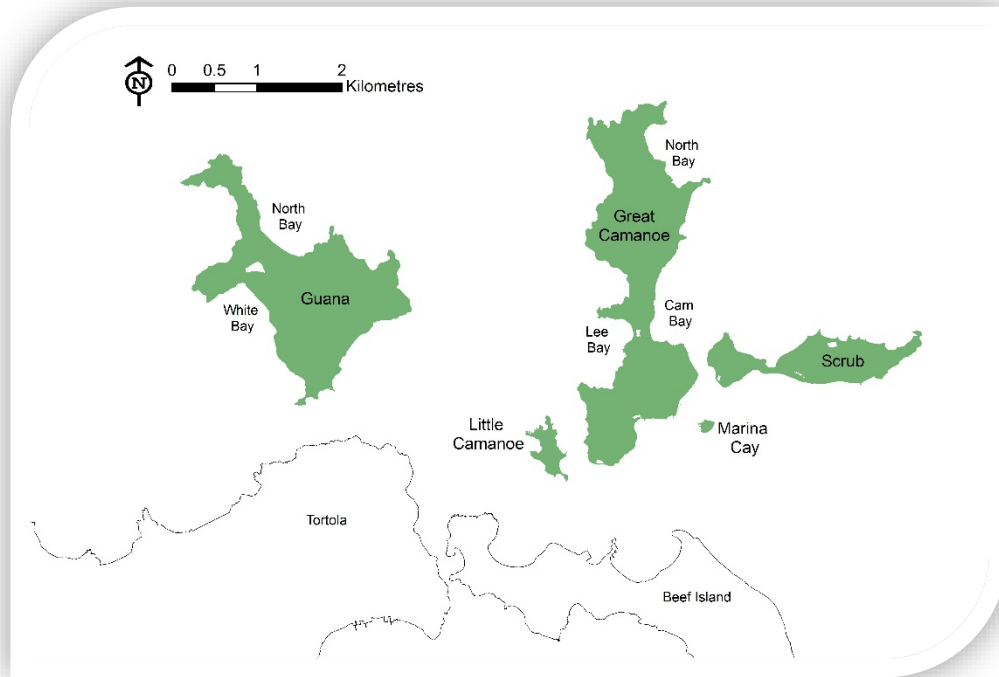 0 0.5 1 2
Kilometres
N
North
Bay
North
Bay
Great
Camanoe
Guana
White
Bay
Cam
Bay
Lee
Bay
Scrub
Little
Camanoe
Marina
Cay
Tortola
Beef Island